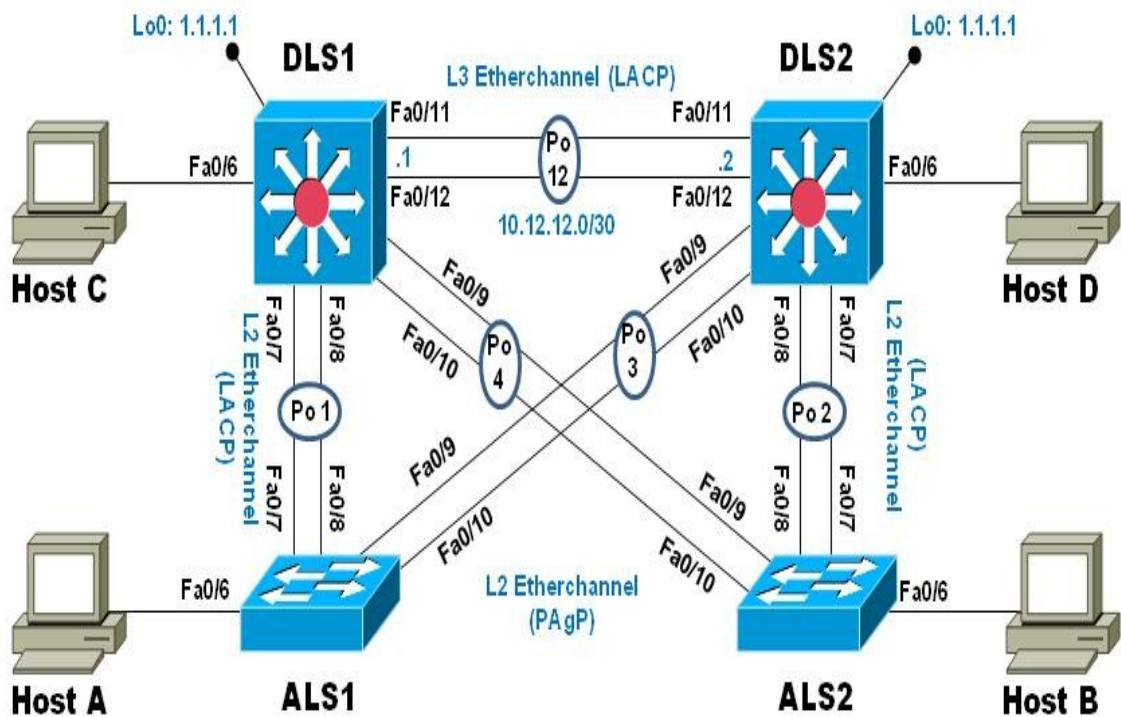 Lo0: 1.1.1.1
Lo0: 1.1.1.1
DLS1
DLS2
L3 Etherchannel (LACP)
Fa0/11
Fa0/11
Fa0/6
.1
Po
12
.2
Fa0/6
Fa0/12
Fa0/12
10.12.12.0/30
Host C
Host D
Fa0/9
Fa0/10
Fa0/9
Fa0/10
Fa0/7
Fa0/8
L2 Etherchannel
(LACP)
Po
4
Po
3
Fa0/8
Fa0/7
L2 Etherchannel
(LACP)
Po 1
Po 2
Fa0/7
Fa0/8
Fa0/9
Fa0/10
Fa0/9
Fa0/10
Fa0/8
Fa0/7
Fa0/6
L2 Etherchannel
(PAgP)
Fa0/6
Host A
ALS1
ALS2
Host B